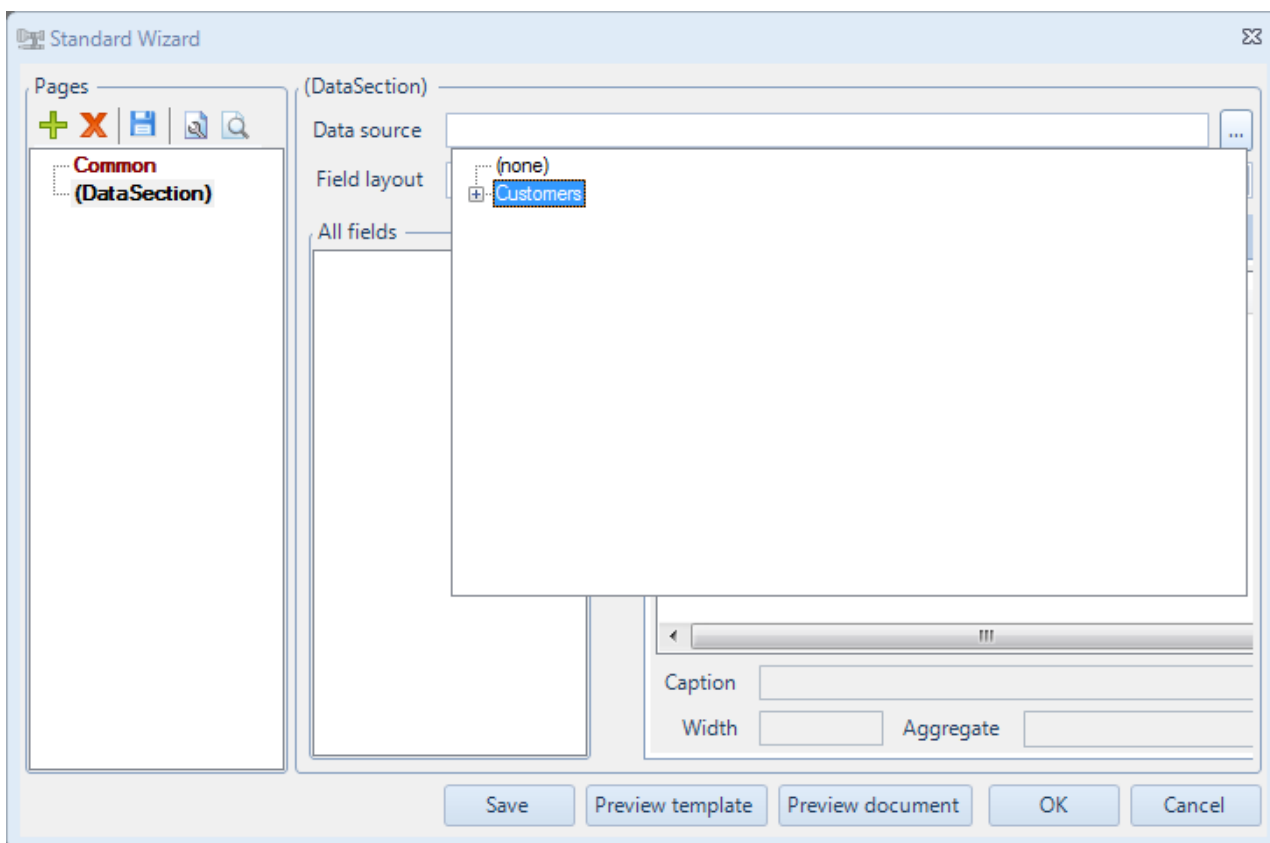 Standard Wizard
Pages
(DataSection)
Common
(DataSection)
Data source
...
(none)
Customers
Field layout
All fields
Caption
Width
Aggregate
Save
Preview template
Preview document
OK
Cancel